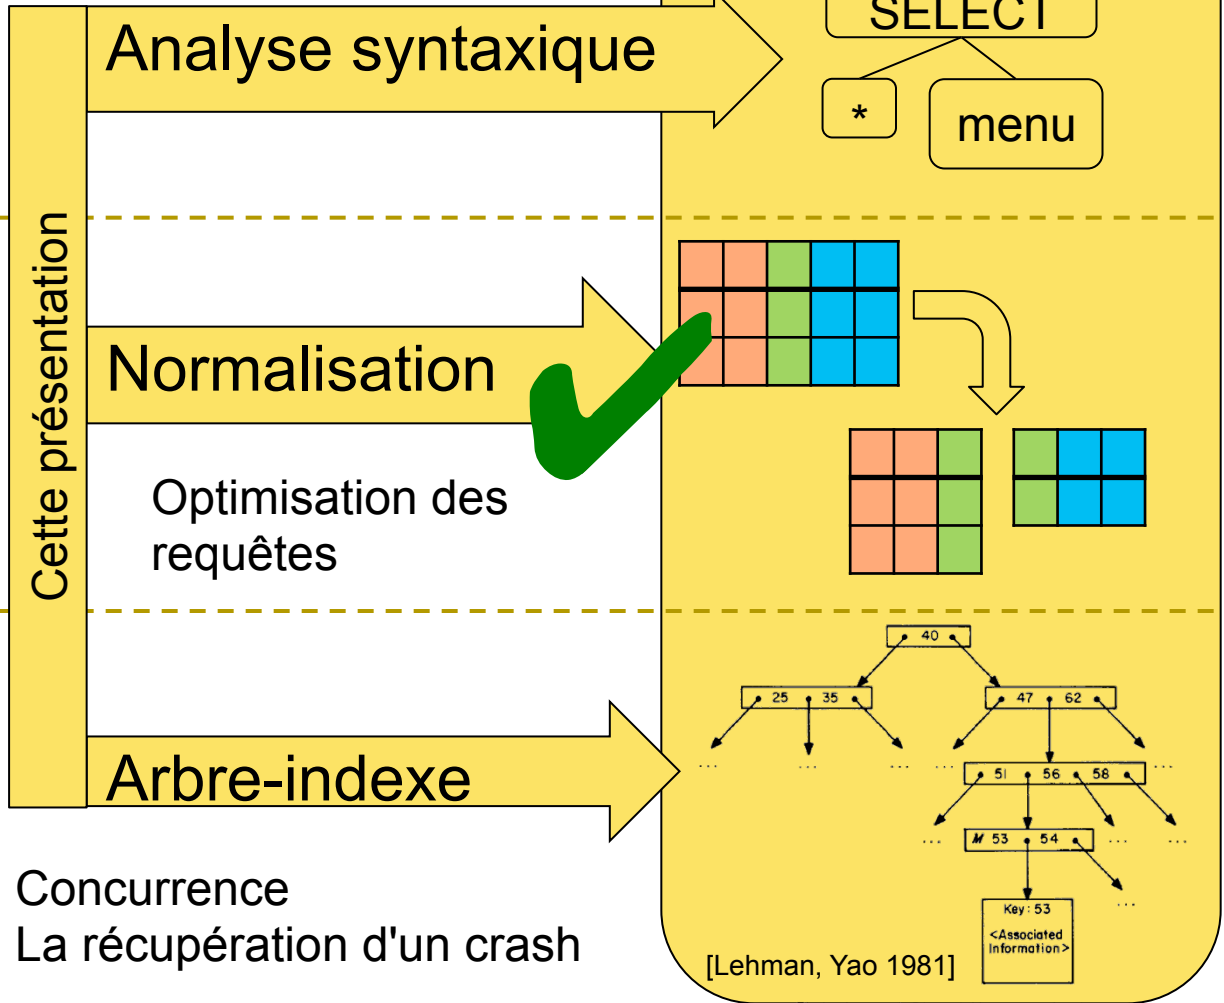 Analyse syntaxique
SELECT
*
menu
Cette présentation
Normalisation
Optimisation des
requêtes
Arbre-indexe
40
25 35
47 62
... ... ... ... ...
51 56 58
... ... ...
53 54
...
Key: 53
<Associated
Information>
Concurrence
La récupération d'un crash
[Lehman, Yao 1981]